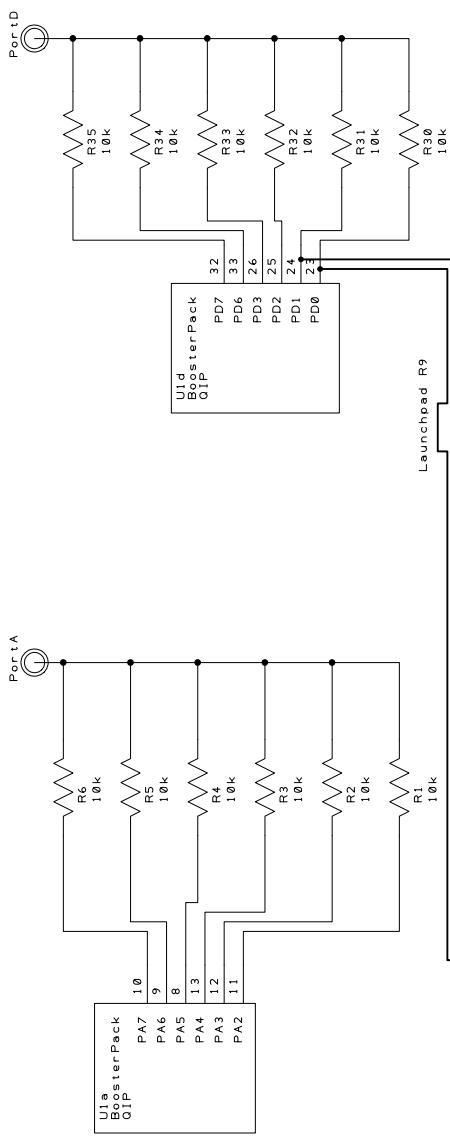 PortD
R35
10k
R34
10k
R33
10k
R32
10k
R31
10k
R30
10k
32
33
26
25
24
23
PD7
PD6
PD3
PD2
PD1
PD0
U1d
BoosterPack
QIP
Launchpad R9
PortA
R6
10k
R5
10k
R4
10k
R3
10k
R2
10k
R1
10k
10
9
8
13
12
11
PA7
PA6
PA5
PA4
PA3
PA2
U1a
BoosterPack
QIP